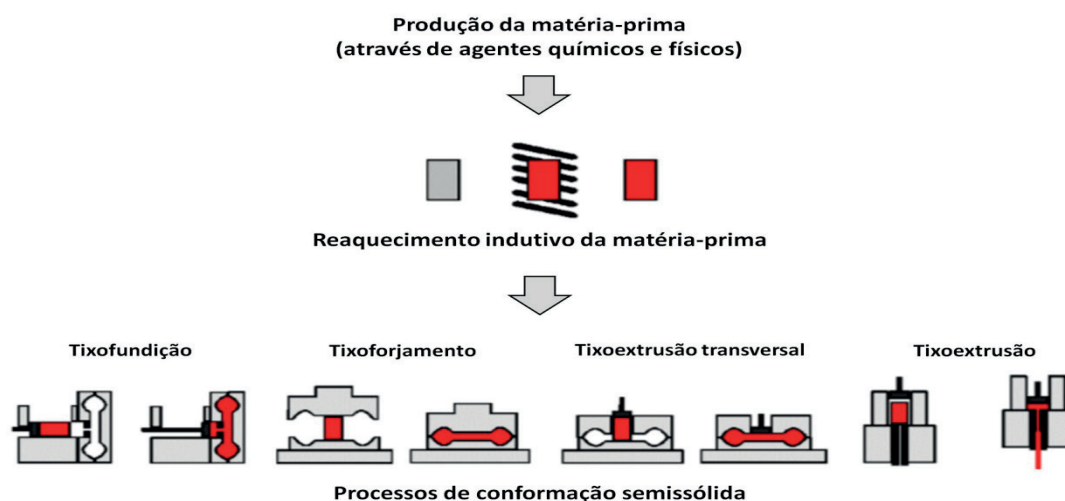 Produção da matéria-prima
(através de agentes químicos e físicos)
Reaquecimento indutivo da matéria-prima
Tixofundição
Tixoforjamento
Tixoextrusão transversal
Tixoextrusão
Processos de conformação semissólida